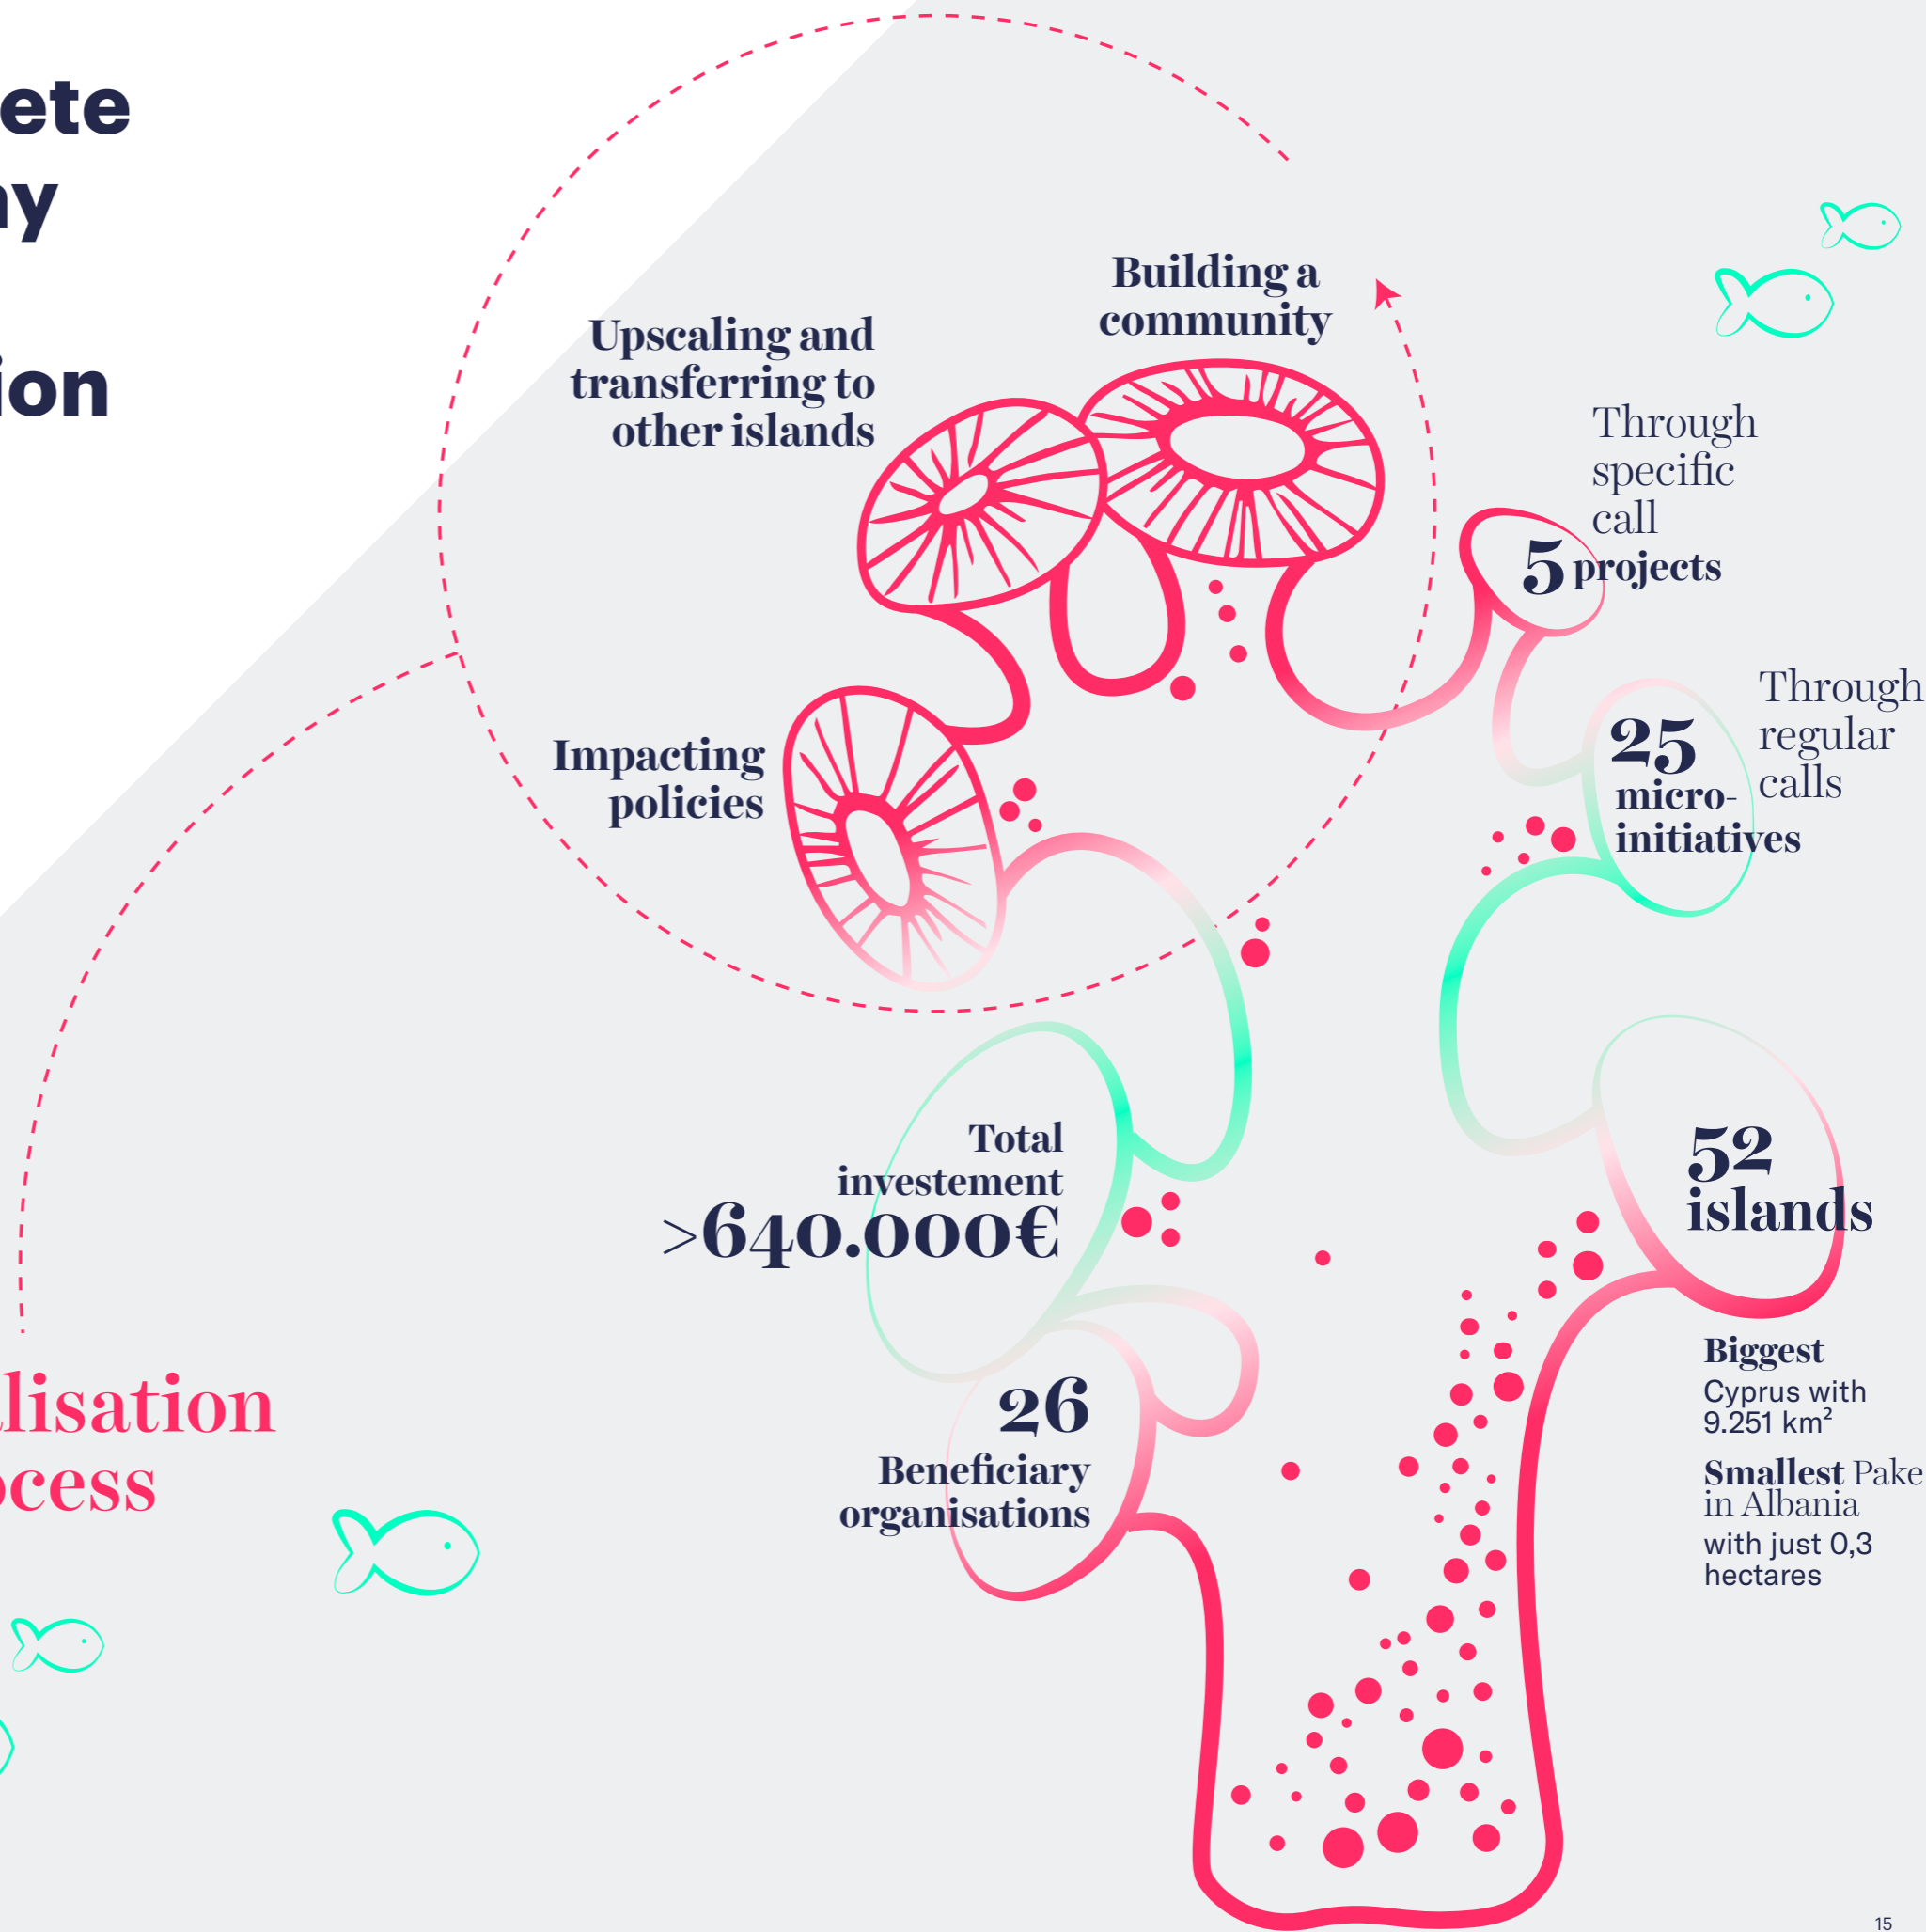 ete
ny
ion
Building a
community
Upscaling and
transferring to
other islands
Through
specific
call
5 projects
Through
regular
calls
25
micro-
initiatives
Impacting
policies
Total
investement
>640.000€
52
islands
Biggest
Cyprus with
9.251 km²
Smallest Pake
in Albania
with just 0,3
hectares
26
Beneficiary
organisations
lisation
cess
15